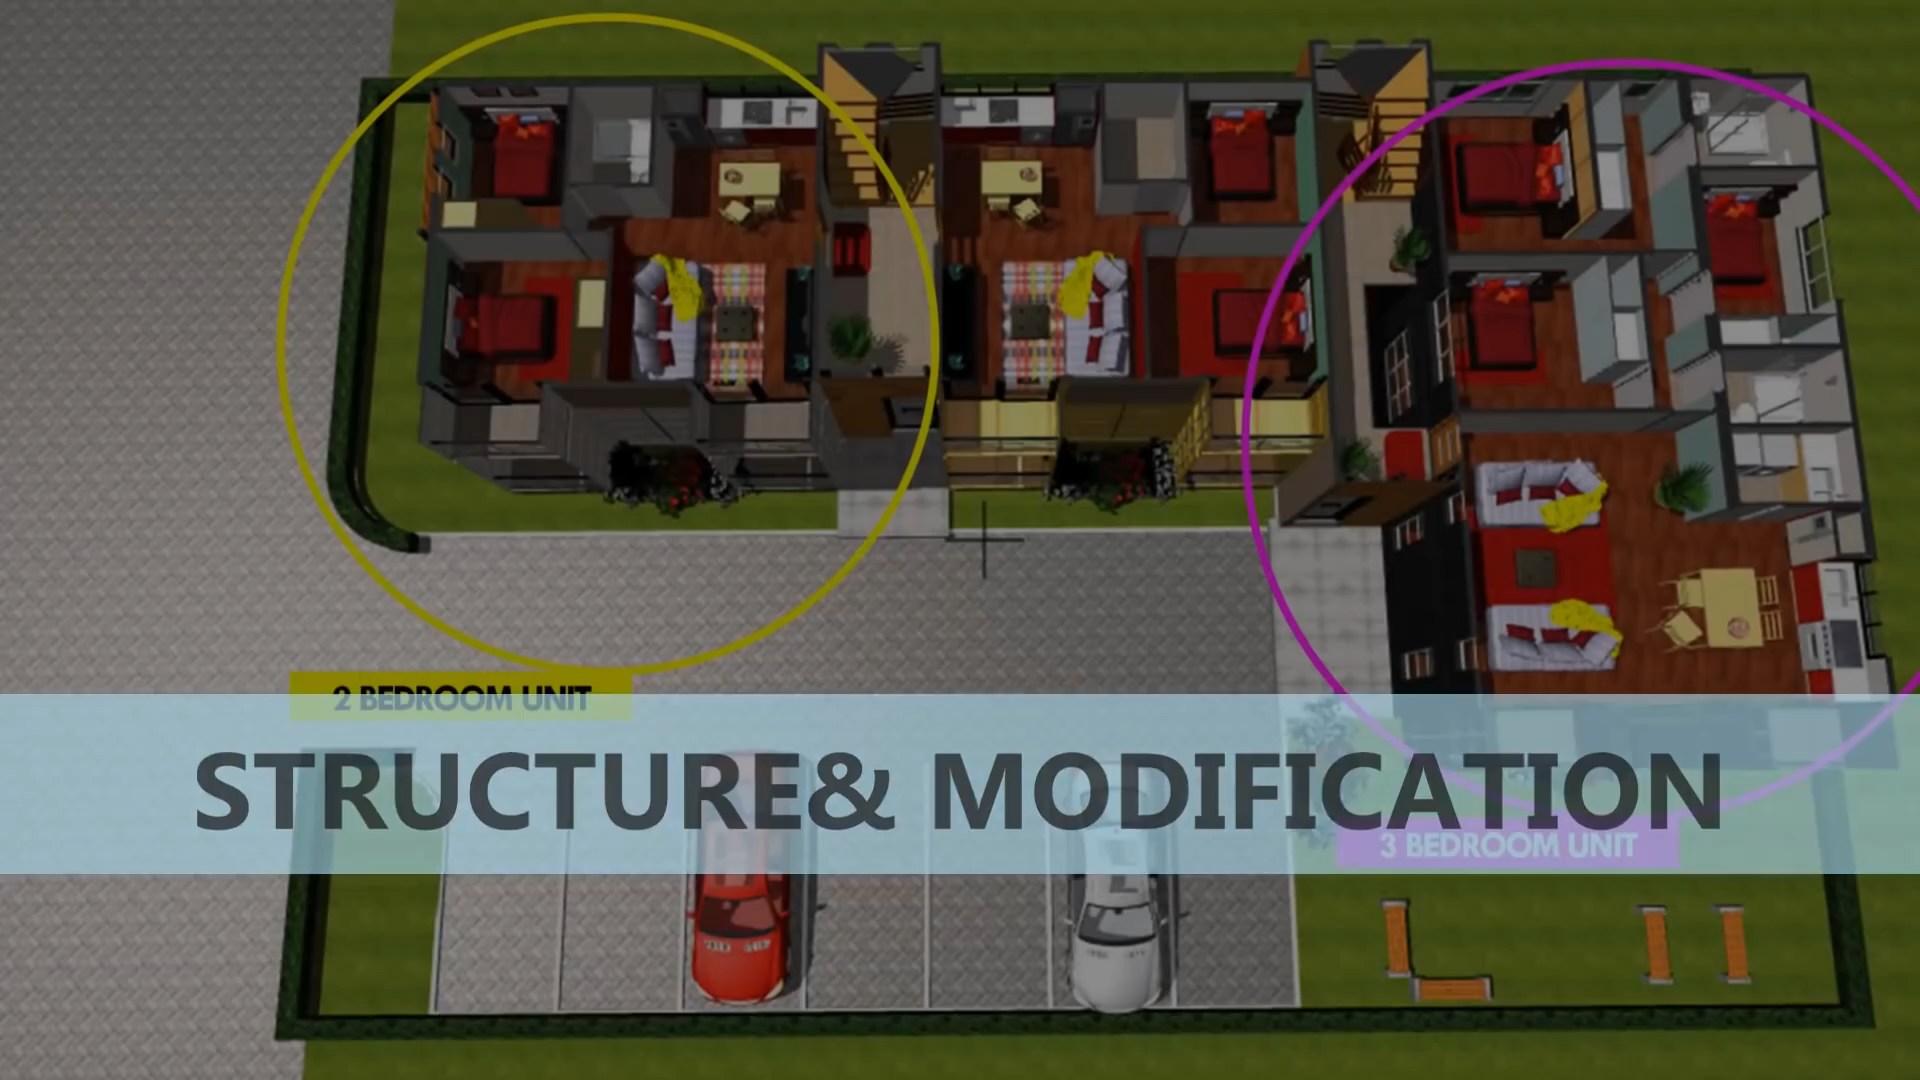 2 BEDROOM UNIT
STRUCTURE& MODIFICATION
3 BEDROOM UNIT